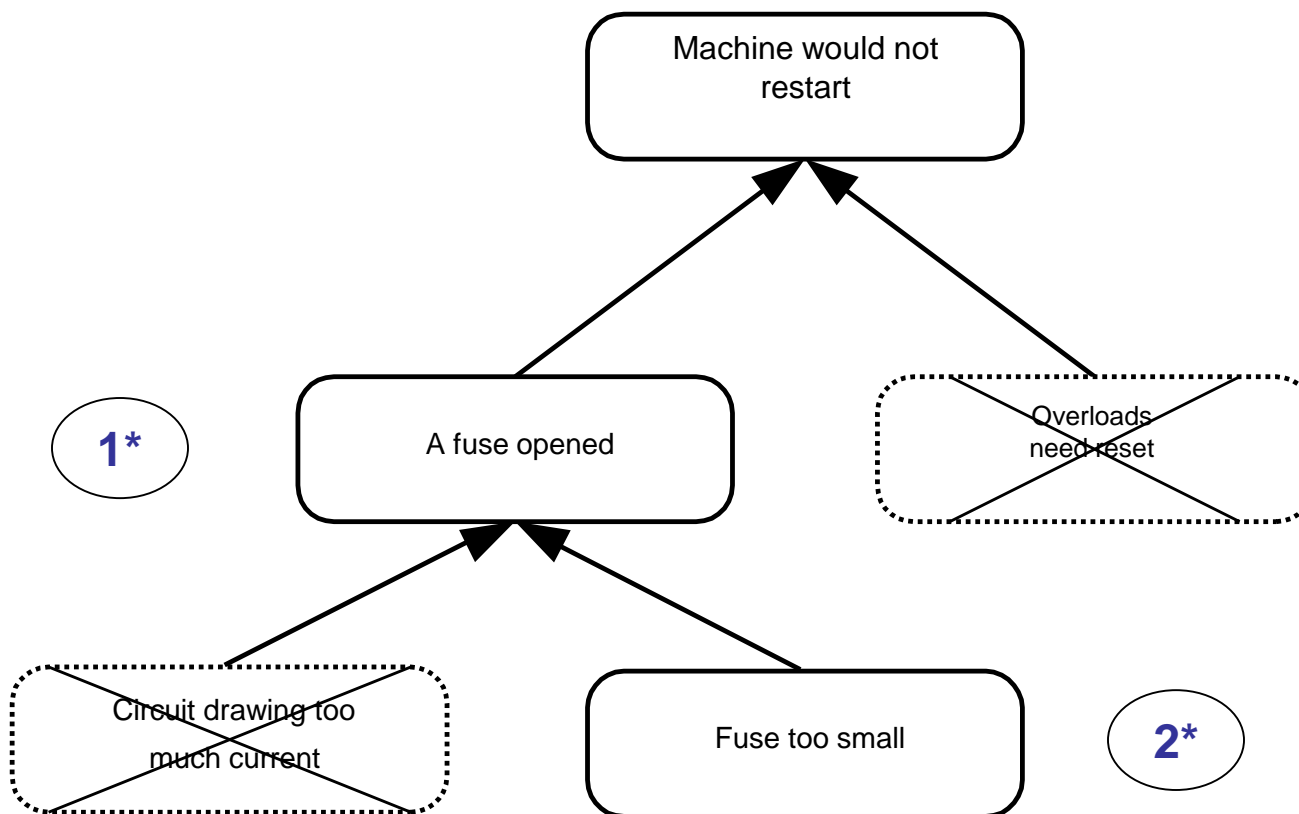 Machine would not
restart
1*
A fuse opened
Overloads
need reset
Circuit drawing too
much current
Fuse too small
2*